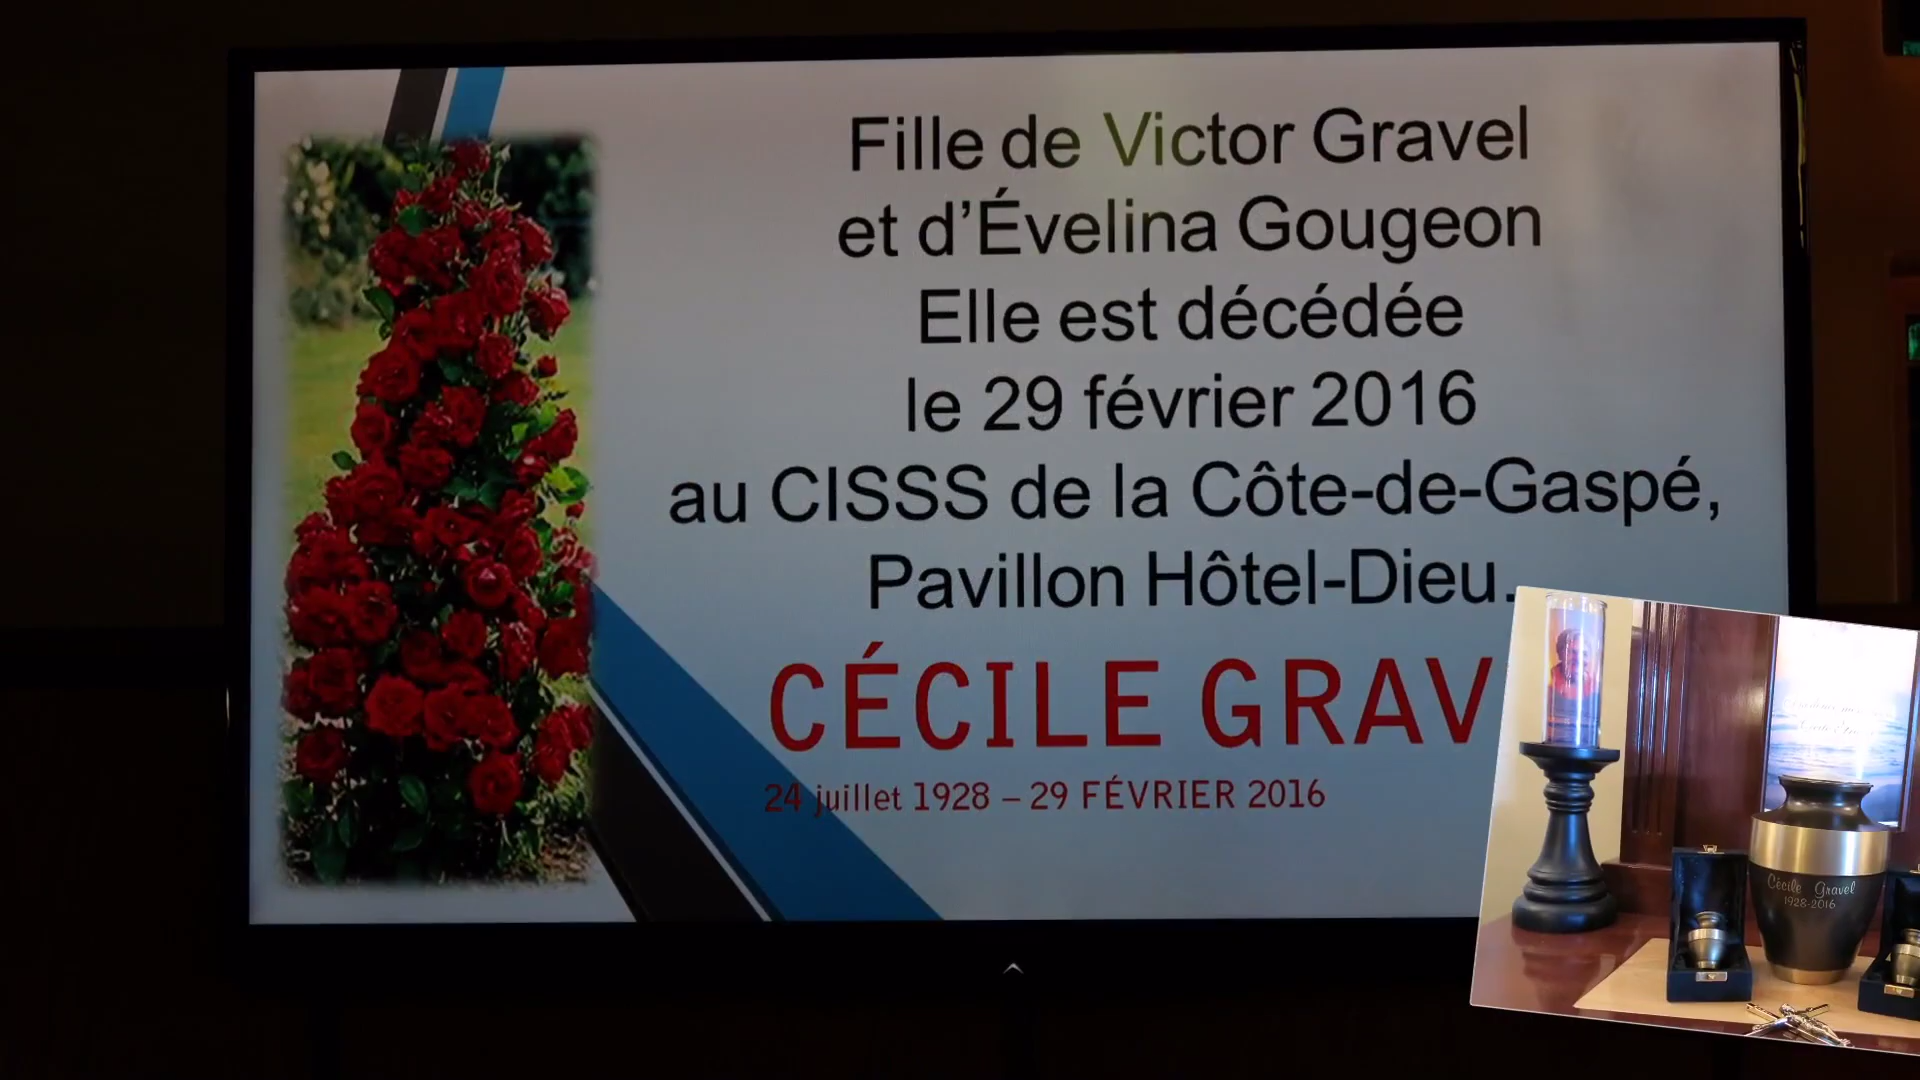 Fille de Victor Gravel
et d’Évelina Gougeon
Elle est décédée
le 29 février 2016
au CISSS de la Côte-de-Gaspé,
Pavillon Hôtel-Dieu.
CÉCILE GRAV
24 juillet 1928 – 29 FÉVRIER 2016
Cécile Gravel
1928-2016